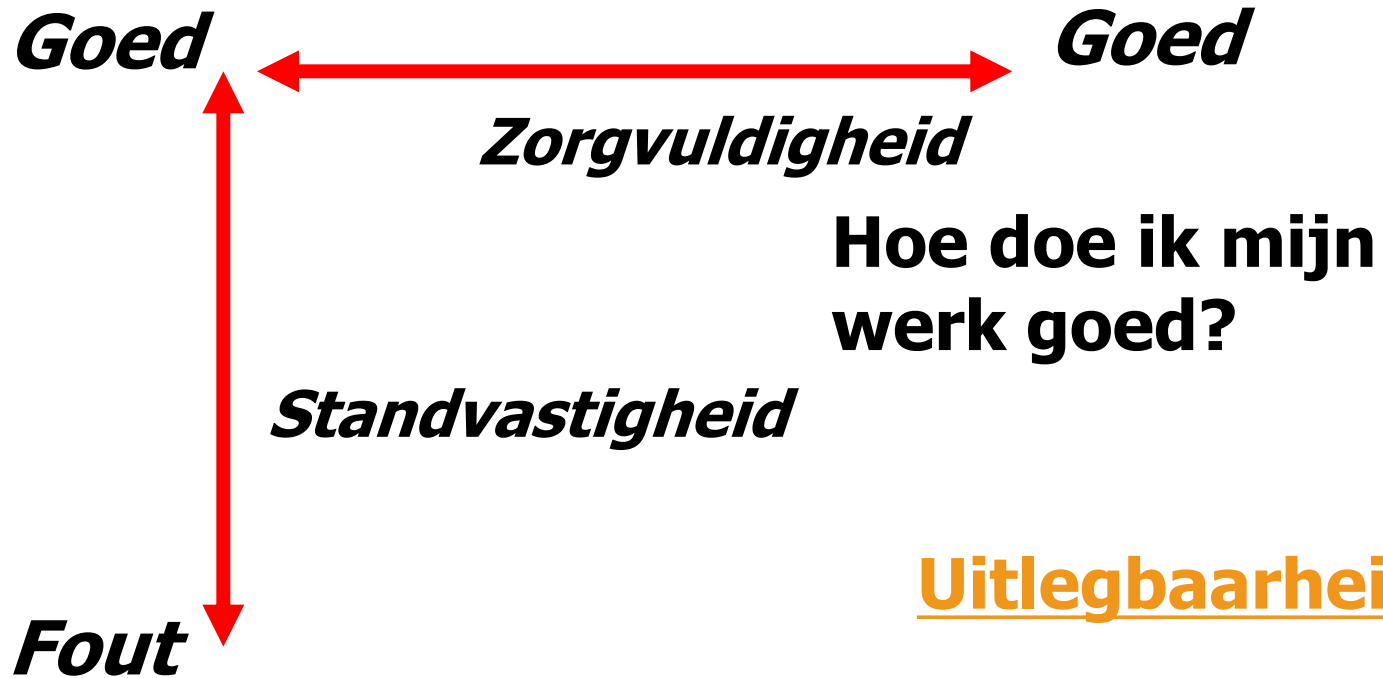 Goed
Goed
Zorgvuldigheid
Hoe doe ik mijn
werk goed?
Standvastigheid
Uitlegbaarhei
Fout